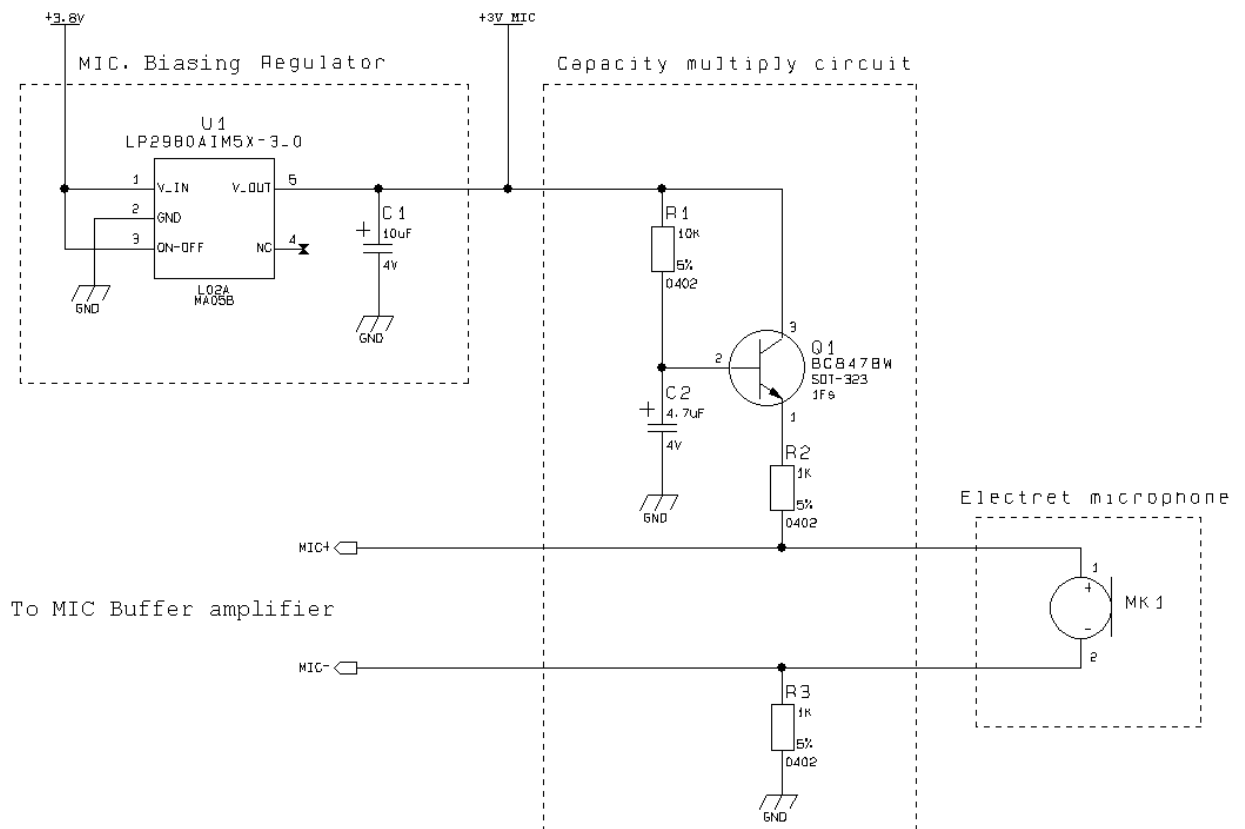 +3.8V
+3V MIC
MIC. Biasing Regulator
Capacity multiply circuit
U1
LP2980AIM5X-3_0
1
V_IN
V_OUT
5
2
GND
3
ON-OFF
NC
4
L02A
MA05B
GND
C1
+
10uF
4V
GND
R1
10K
5%
0402
2
3
Q1
BC847BW
SOT-323
1Fs
1
C2
+
4.7uF
4V
GND
R2
1K
5%
0402
Electret microphone
MIC+
1
+
MK1
-
2
To MIC Buffer amplifier
MIC-
R3
1K
5%
0402
GND